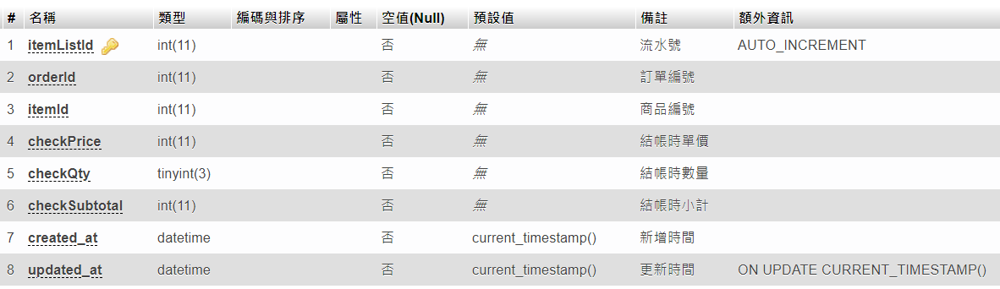 # 名稱 類型 編碼與排序 屬性 空值(Null) 預設值 備註 額外資訊
1 itemListId int(11) 否 無 流水號 AUTO_INCREMENT
2 orderId int(11) 否 無 訂單編號
3 itemId int(11) 否 無 商品編號
4 checkPrice int(11) 否 無 結帳時單價
5 checkQty tinyint(3) 否 無 結帳時數量
6 checkSubtotal int(11) 否 無 結帳時小計
7 created_at datetime 否 current_timestamp() 新增時間
8 updated_at datetime 否 current_timestamp() 更新時間 ON UPDATE CURRENT_TIMESTAMP()